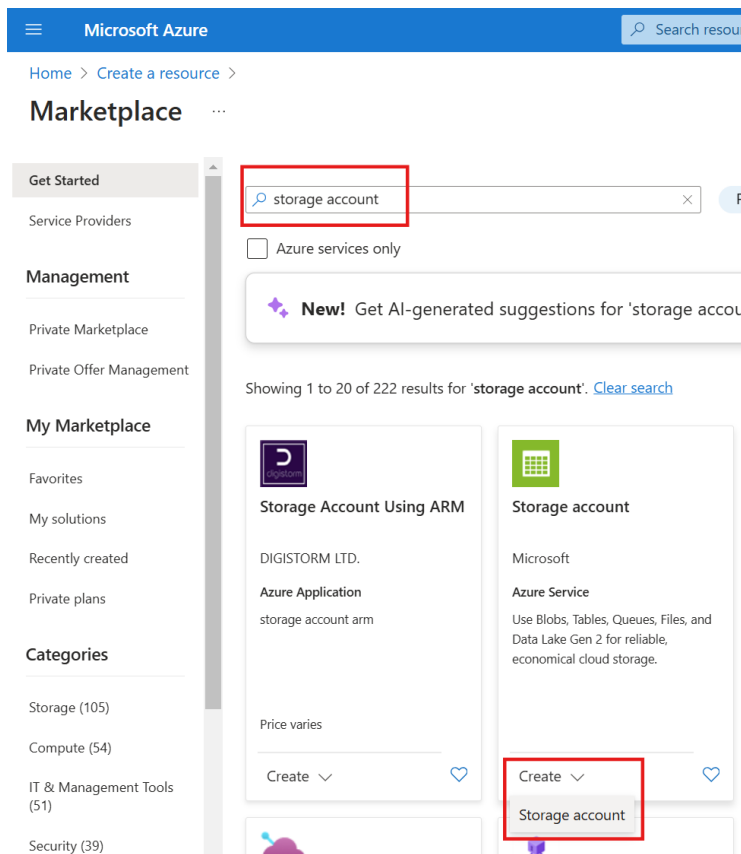 Microsoft Azure
Search resou
Home > Create a resource >
Marketplace ...
Get Started
Service Providers
Management
Private Marketplace
Private Offer Management
My Marketplace
Favorites
My solutions
Recently created
Private plans
Categories
Storage (105)
Compute (54)
IT & Management Tools
(51)
Security (39)
storage account
Azure services only
New! Get AI-generated suggestions for 'storage accou
Showing 1 to 20 of 222 results for 'storage account'. Clear search
digistorm
Storage Account Using ARM
DIGISTORM LTD.
Azure Application
storage account arm
Price varies
Create
Storage account
Microsoft
Azure Service
Use Blobs, Tables, Queues, Files, and
Data Lake Gen 2 for reliable,
economical cloud storage.
Create
Storage account